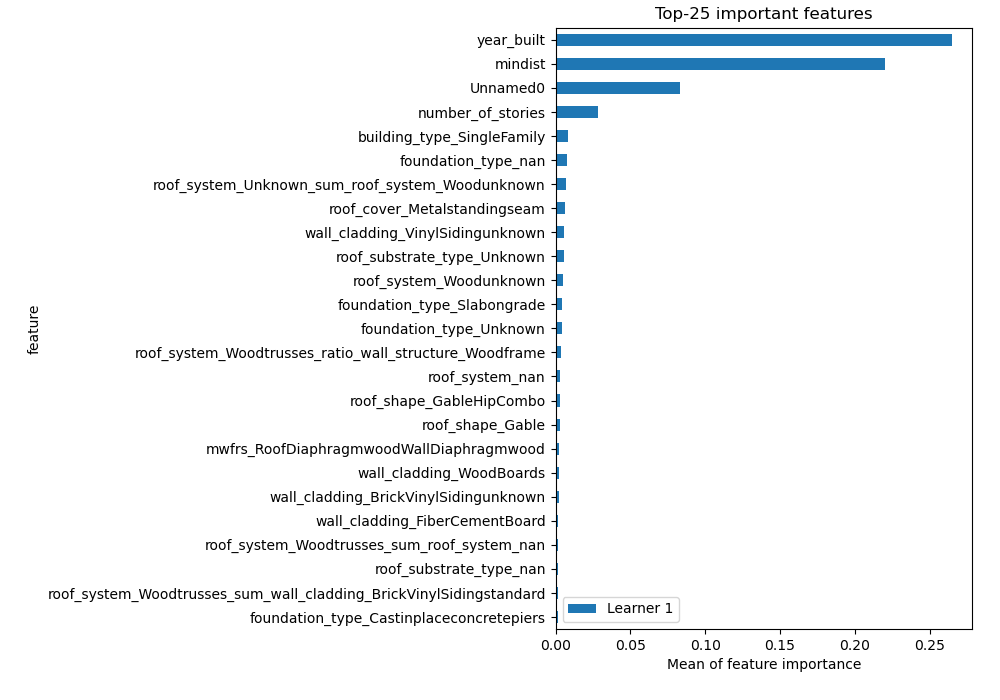 Top-25 important features
feature
year_built
mindist
Unnamed0
number_of_stories
building_type_SingleFamily
foundation_type_nan
roof_system_Unknown_sum_roof_system_Woodunknown
roof_cover_Metalstandingseam
wall_cladding_VinylSidingunknown
roof_substrate_type_Unknown
roof_system_Woodunknown
foundation_type_Slabongrade
foundation_type_Unknown
roof_system_Woodtrusses_ratio_wall_structure_Woodframe
roof_system_nan
roof_shape_GableHipCombo
roof_shape_Gable
mwfrs_RoofDiaphragmwoodWallDiaphragmwood
wall_cladding_WoodBoards
wall_cladding_BrickVinylSidingunknown
wall_cladding_FiberCementBoard
roof_system_Woodtrusses_sum_roof_system_nan
roof_substrate_type_nan
roof_system_Woodtrusses_sum_wall_cladding_BrickVinylSidingstandard
foundation_type_Castinplaceconcretepiers
Learner 1
0.00 0.05 0.10 0.15 0.20 0.25
Mean of feature importance